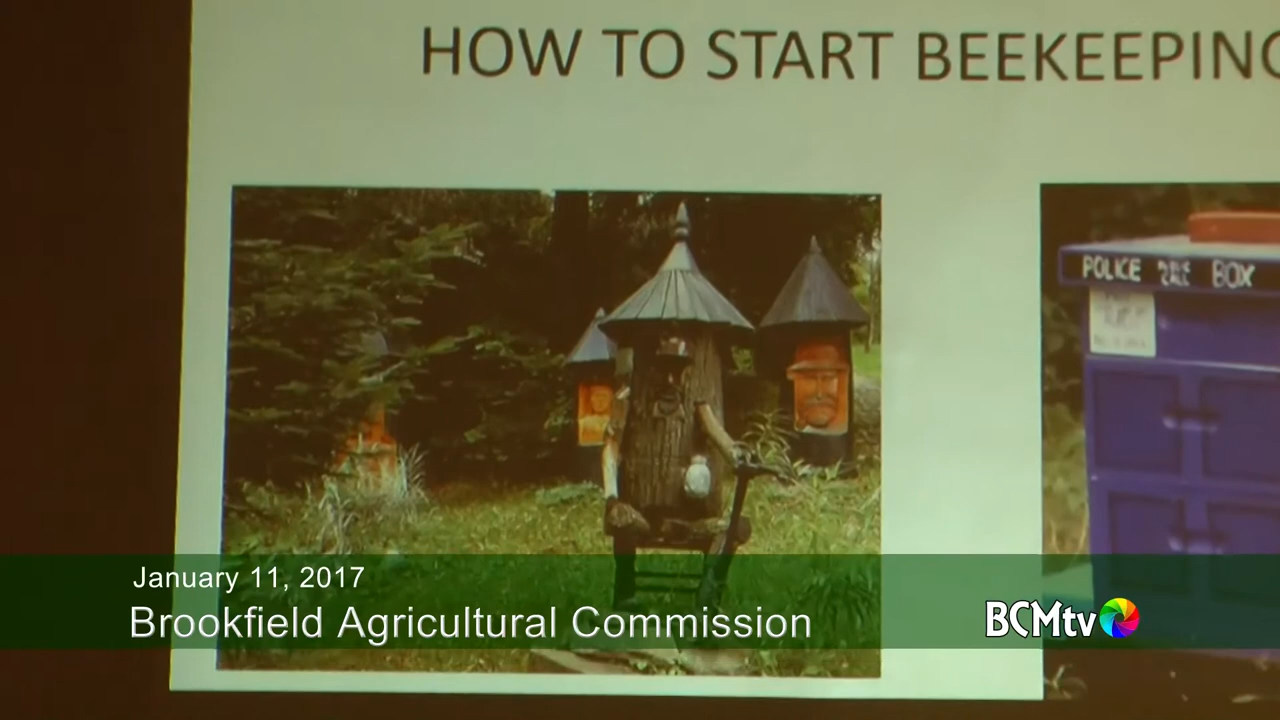 HOW TO START BEEKEEPING
POLICE BOX
January 11, 2017
Brookfield Agricultural Commission
BCMtv